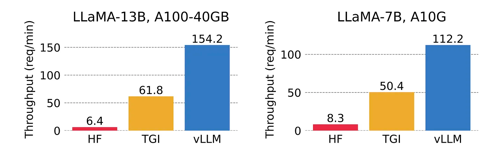 LLaMA-13B, A100-40GB
Throughput (req/min)
150
100
50
0
6.4
61.8
154.2
HF TGI vLLM
LLaMA-7B, A10G
Throughput (req/min)
100
50
0
8.3
50.4
112.2
HF TGI vLLM